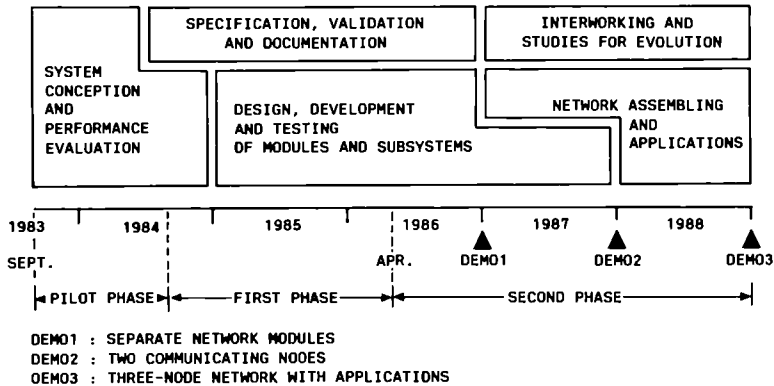 SPECIFICATION, VALIDATION
AND DOCUMENTATION
INTERWORKING AND
STUDIES FOR EVOLUTION
SYSTEM
CONCEPTION
AND
PERFORMANCE
EVALUATION
DESIGN, DEVELOPMENT
AND TESTING
OF MODULES AND SUBSYSTEMS
NETWORK ASSEMBLING
AND
APPLICATIONS
1983 1984 1985 1986 1987 1988
SEPT. APR. DEMO1 DEMO2 DEMO3
PILOT PHASE FIRST PHASE SECOND PHASE
DEMO1 : SEPARATE NETWORK MODULES
DEMO2 : TWO COMMUNICATING NODES
DEMO3 : THREE-NODE NETWORK WITH APPLICATIONS